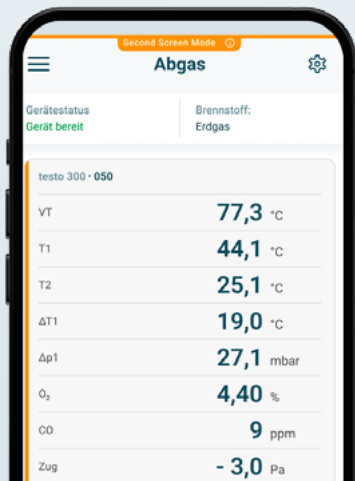 Second Screen Mode ⓘ
Abgas
Gerätestatus
Gerät bereit
Brennstoff:
Erdgas
testo 300 · 050
VT 77,3 °C
T1 44,1 °C
T2 25,1 °C
ΔT1 19,0 °C
Δp1 27,1 mbar
O₂ 4,40 %
CO 9 ppm
Zug - 3,0 Pa